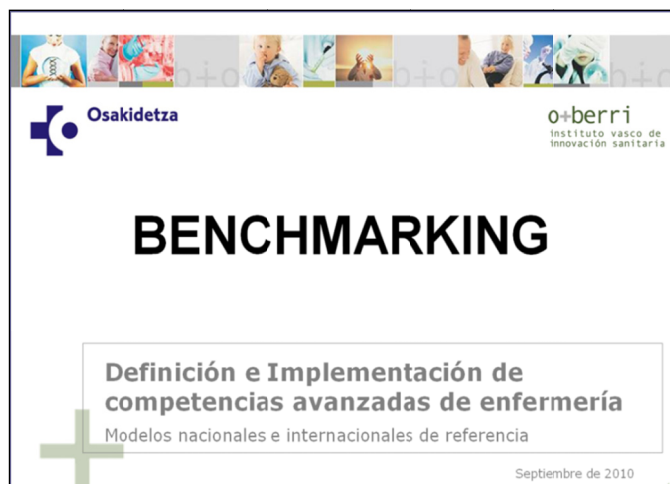 b+o
b+o
b+o
Osakidetza
o+berri
instituto vasco de
innovación sanitaria
BENCHMARKING
Definición e Implementación de
competencias avanzadas de enfermería
Modelos nacionales e internacionales de referencia
Septiembre de 2010